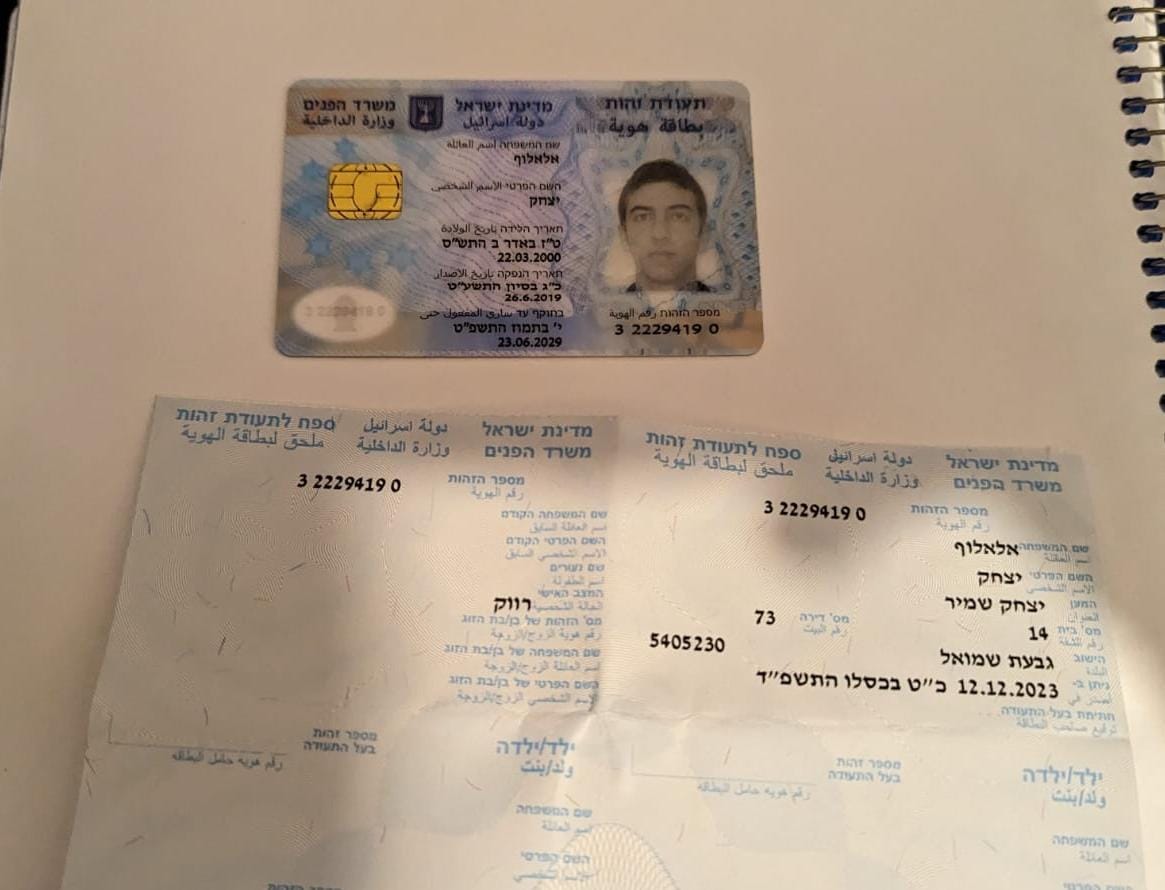 תעודת זהות
بطاقة هوية
מדינת ישראל
دولة اسرائيل
משרד הפנים
وزارة الداخلية
שם המשפחה اسم العائلة
אלאלוף
השם הפרטי الاسم الشخصي
יצחק
תאריך הלידה تاريخ الولادة
ט"ז באדר ב התש"ס
22.03.2000
תאריך הנפקה تاريخ الاصدار
כ"ג בסיון התשע"ט
26.6.2019
בתוקף עד ساري المفعول حتى
י' בתמוז התשפ"ט
23.06.2029
מספר הזהות رقم الهوية
3 2229419 0
3 2229419 0
מדינת ישראל دولة اسرائيل ספח לתעודת זהות
משרד הפנים وزارة الداخلية ملحق لبطاقة الهوية
מספר הזהות 3 2229419 0
رقم الهوية
שם המשפחה אלאלוף
اسم العائلة
השם הפרטי יצחק
الاسم الشخصي
המען יצחק שמיר
العنوان
מס' בית 14 מס' דירה 73
رقم الشقة رقم البيت
הישוב גבעת שמואל 5405230
البلدة
ניתן ב- 12.12.2023 כ"ט בכסלו התשפ"ד
أصدر في
חתימת בעל התעודה
توقيع صاحب البطاقة
ילד/ילדה מספר זהות
ولد/بنت בעל התעודה
رقم هوية حامل البطاقة
שם המשפחה
اسم العائلة
השם הפרטי
מדינת ישראל دولة اسرائيل ספח לתעודת זהות
משרד הפנים وزارة الداخلية ملحق لبطاقة الهوية
מספר הזהות 3 2229419 0
رقم الهوية
שם המשפחה הקודם
اسم العائلة السابق
השם הפרטי הקודם
الاسم الشخصي السابق
שם נעורים
اسم الطفولة
המצב האישי רווק
الحالة الشخصية
מס' הזהות של בן/בת הזוג
رقم هوية الزوج/الزوجة
שם המשפחה של בן/בת הזוג
اسم العائلة الزوج/الزوجة
השם הפרטי של בן/בת הזוג
الاسم الشخصي الزوج/الزوجة
ילד/ילדה מספר זהות
ولد/بنت בעל התעודה
رقم هوية حامل البطاقة
שם המשפחה
اسم العائلة
השם הפרטי
الاسم الشخصي